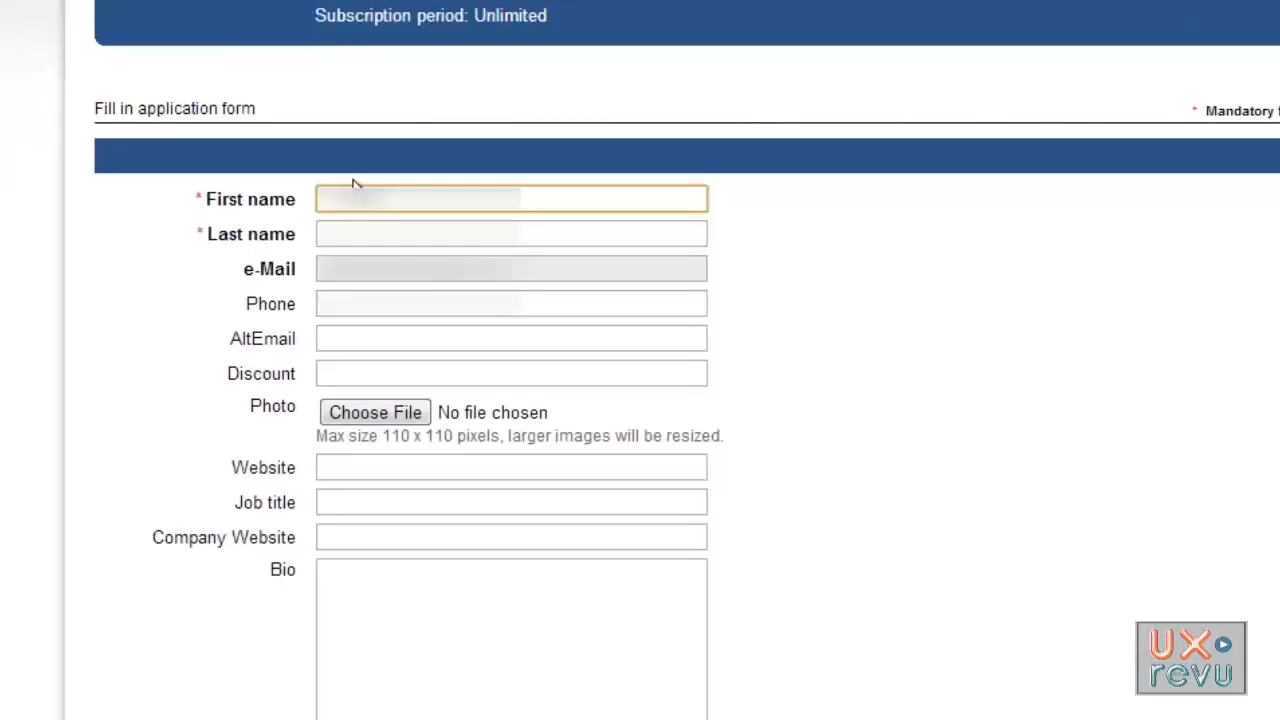 Subscription period: Unlimited
Fill in application form
* Mandatory
* First name
* Last name
e-Mail
Phone
AltEmail
Discount
Photo
Choose File No file chosen
Max size 110 x 110 pixels, larger images will be resized.
Website
Job title
Company Website
Bio
UX
revu